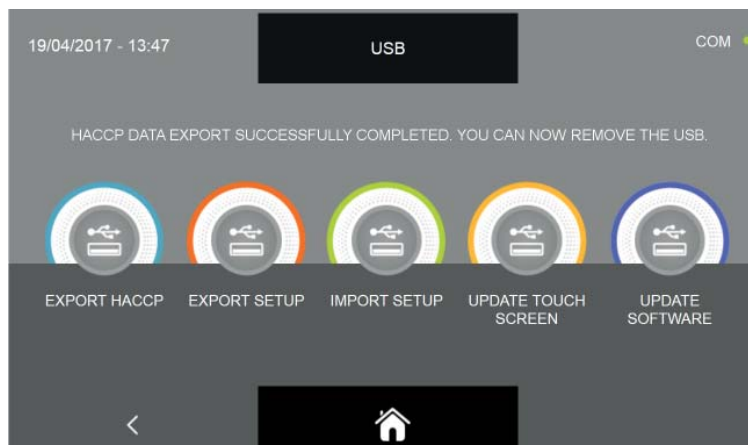 19/04/2017 - 13:47
USB
COM
HACCP DATA EXPORT SUCCESSFULLY COMPLETED. YOU CAN NOW REMOVE THE USB.
EXPORT HACCP
EXPORT SETUP
IMPORT SETUP
UPDATE TOUCH
SCREEN
UPDATE
SOFTWARE